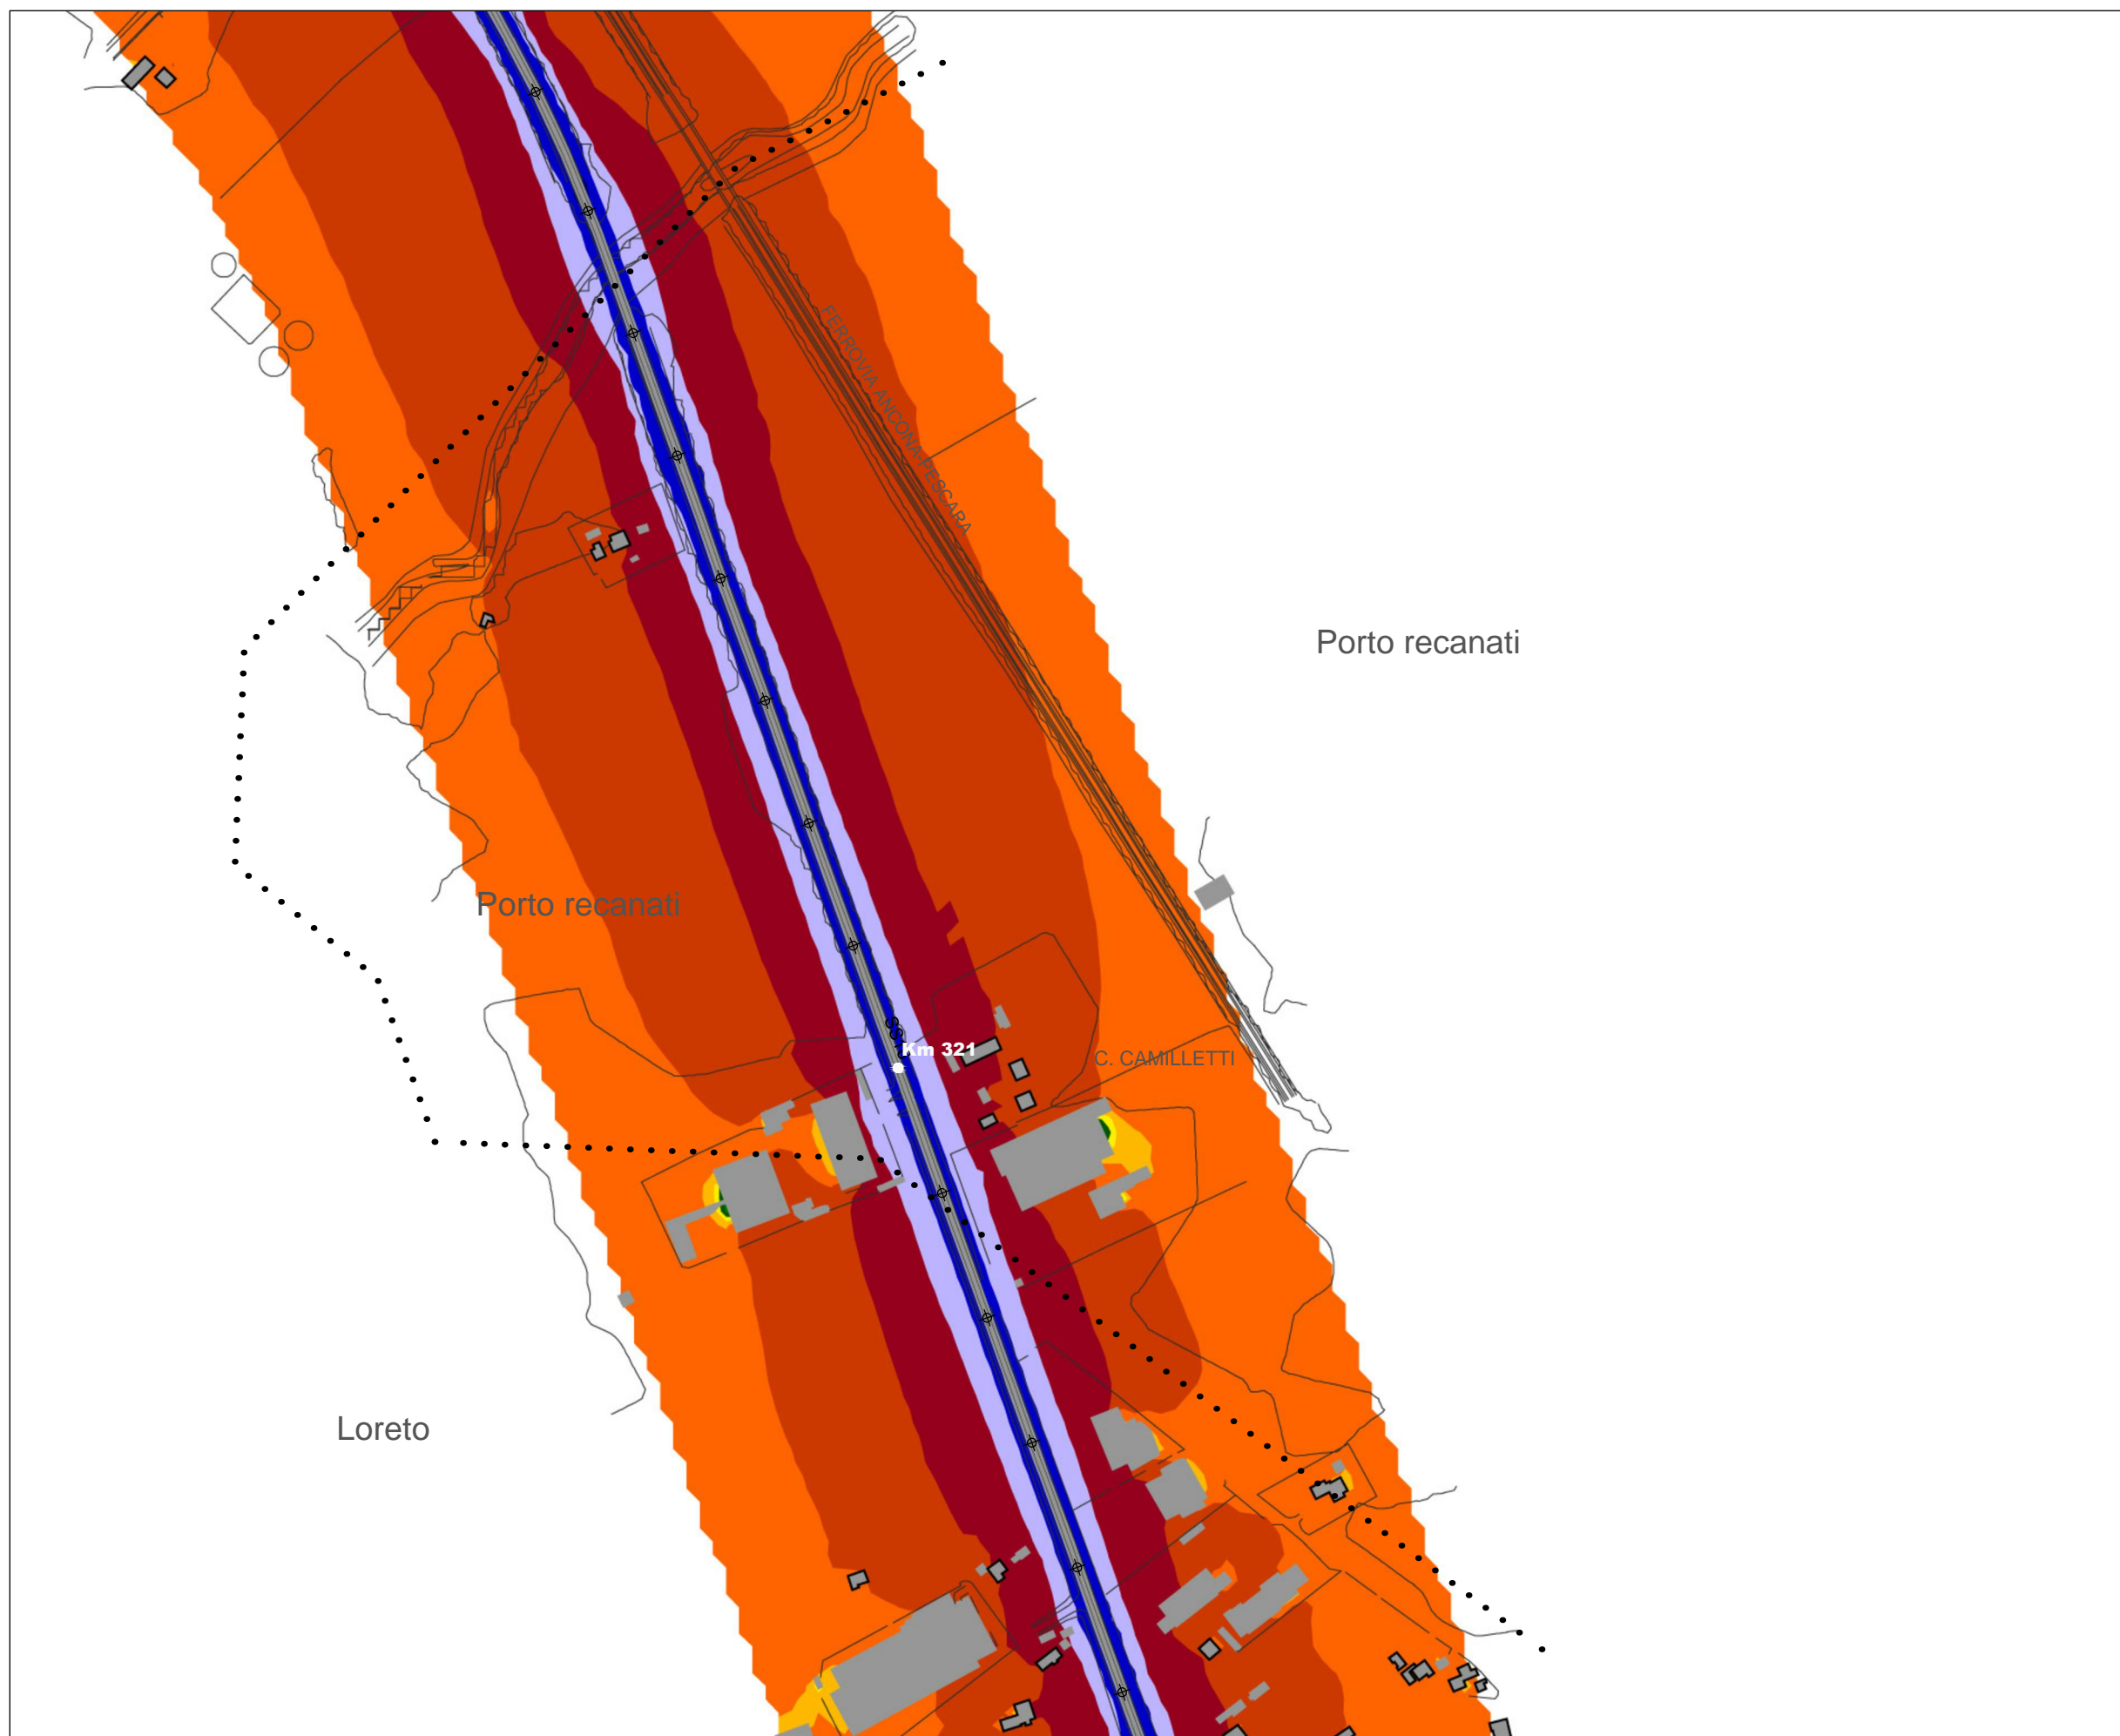 FERROVIA ANCONA-PESCARA
Porto recanati
Porto recanati
Km 321
C. CAMILLETTI
Loreto